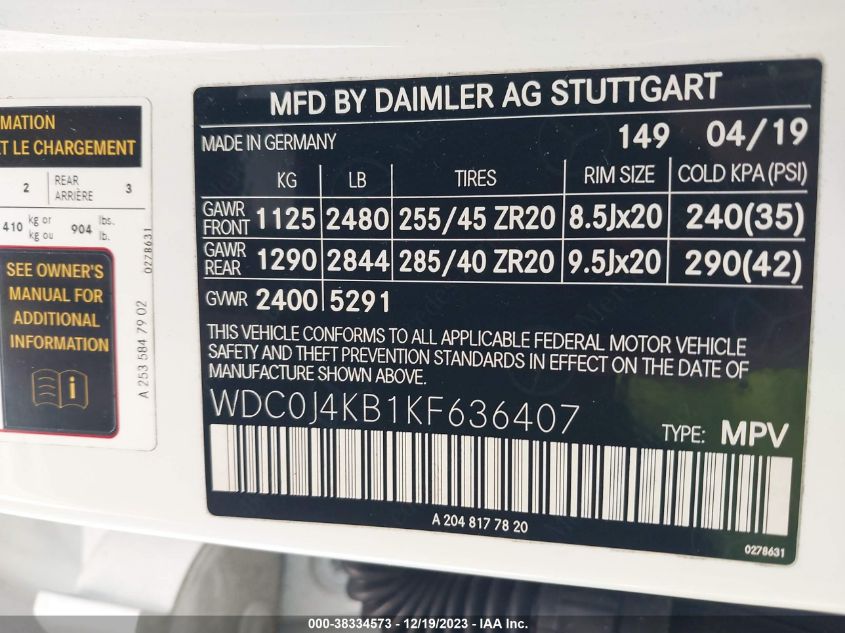 MATION
ET LE CHARGEMENT
2 REAR ARRIÈRE 3
410 kg or kg ou 904 lbs. lb.
0278631
SEE OWNER'S
MANUAL FOR
ADDITIONAL
INFORMATION
A 253 584 79 02
MFD BY DAIMLER AG STUTTGART
MADE IN GERMANY 149 04/19
KG LB TIRES RIM SIZE COLD KPA (PSI)
GAWR FRONT 1125 2480 255/45 ZR20 8.5Jx20 240(35)
GAWR REAR 1290 2844 285/40 ZR20 9.5Jx20 290(42)
GVWR 2400 5291
THIS VEHICLE CONFORMS TO ALL APPLICABLE FEDERAL MOTOR VEHICLE
SAFETY AND THEFT PREVENTION STANDARDS IN EFFECT ON THE DATE OF
MANUFACTURE SHOWN ABOVE.
WDC0J4KB1KF636407
TYPE: MPV
A 204 817 78 20
0278631
000-38334573 - 12/19/2023 - IAA Inc.